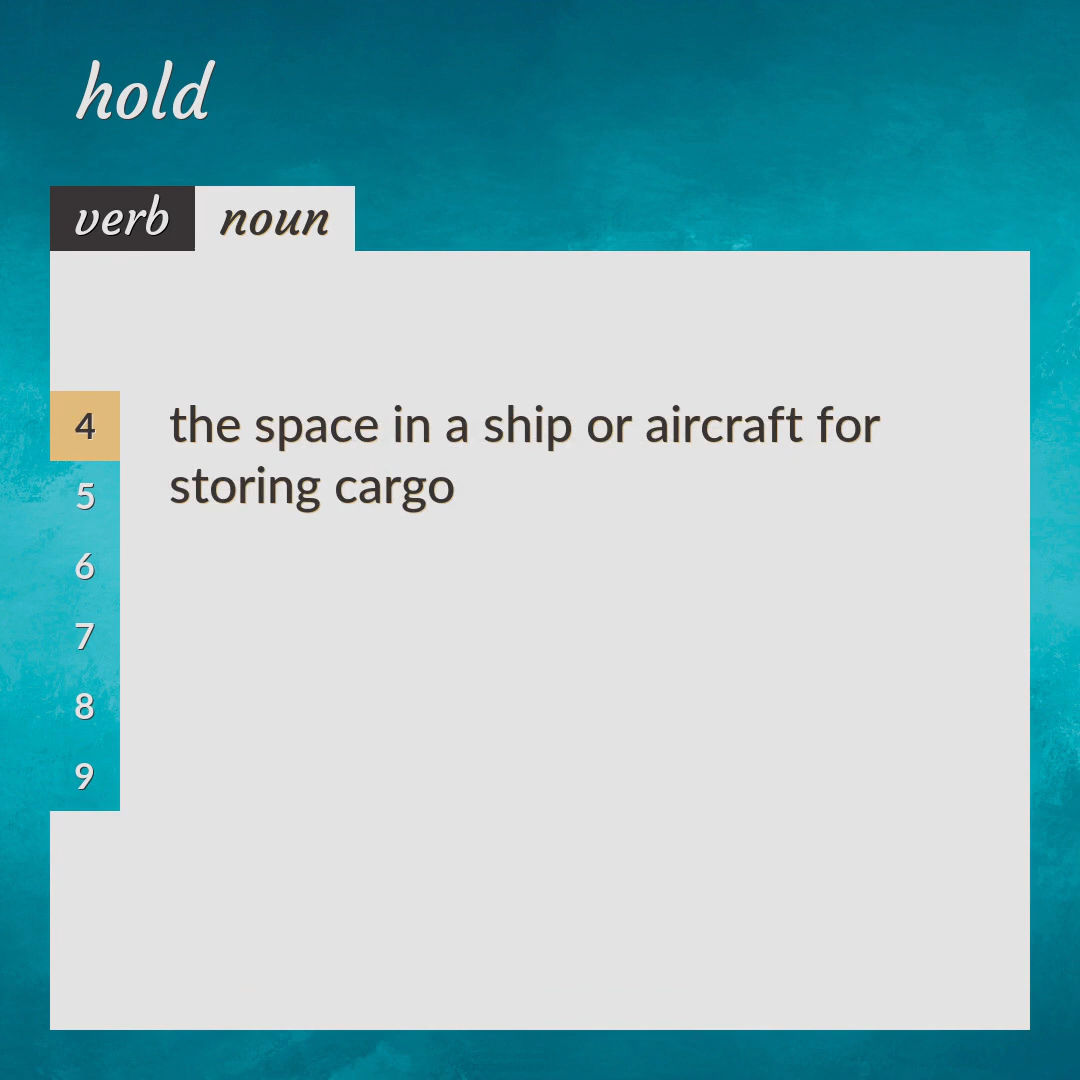 hold
verb noun
4 the space in a ship or aircraft for
storing cargo
5
6
7
8
9